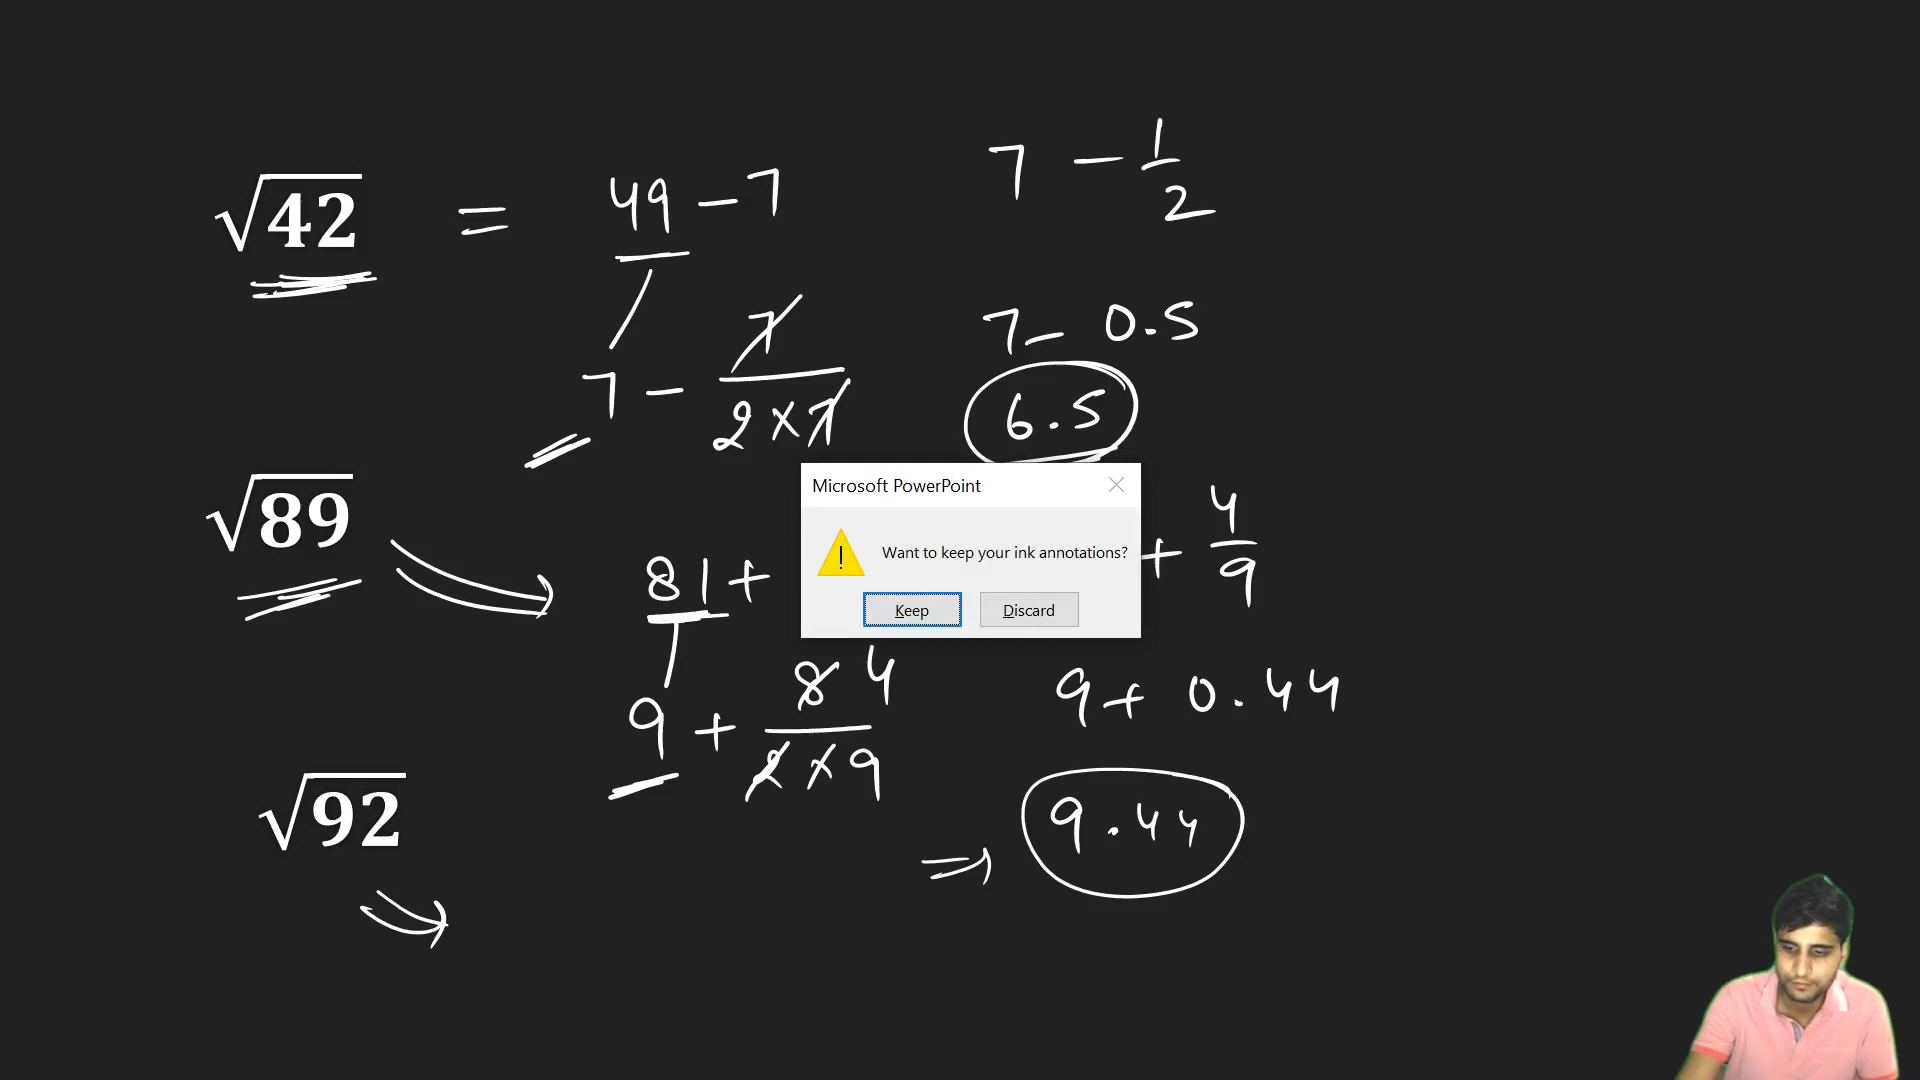 √42 = 49 – 7
7 – 1/2
7 – 7/(2 × 7)
7 – 0.5
6.5
√89
81 +
+ 4/9
Microsoft PowerPoint
Want to keep your ink annotations?
Keep Discard
9 + 8 4/(2 × 9)
9 + 0.44
√92
⇒ 9.44